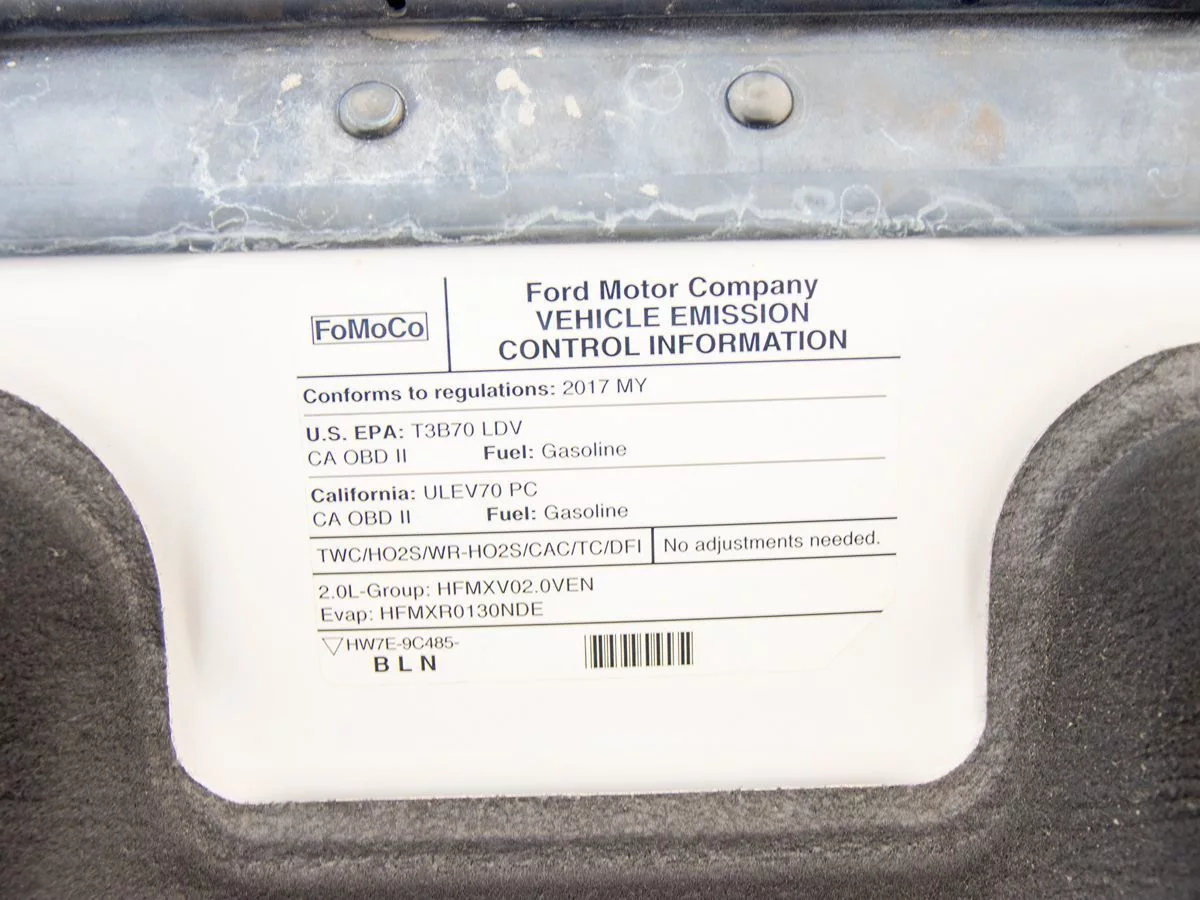 FoMoCo
Ford Motor Company
VEHICLE EMISSION
CONTROL INFORMATION
Conforms to regulations: 2017 MY
U.S. EPA: T3B70 LDV
CA OBD II Fuel: Gasoline
California: ULEV70 PC
CA OBD II Fuel: Gasoline
TWC/HO2S/WR-HO2S/CAC/TC/DFI No adjustments needed.
2.0L-Group: HFMXV02.0VEN
Evap: HFMXR0130NDE
HW7E-9C485-
BLN